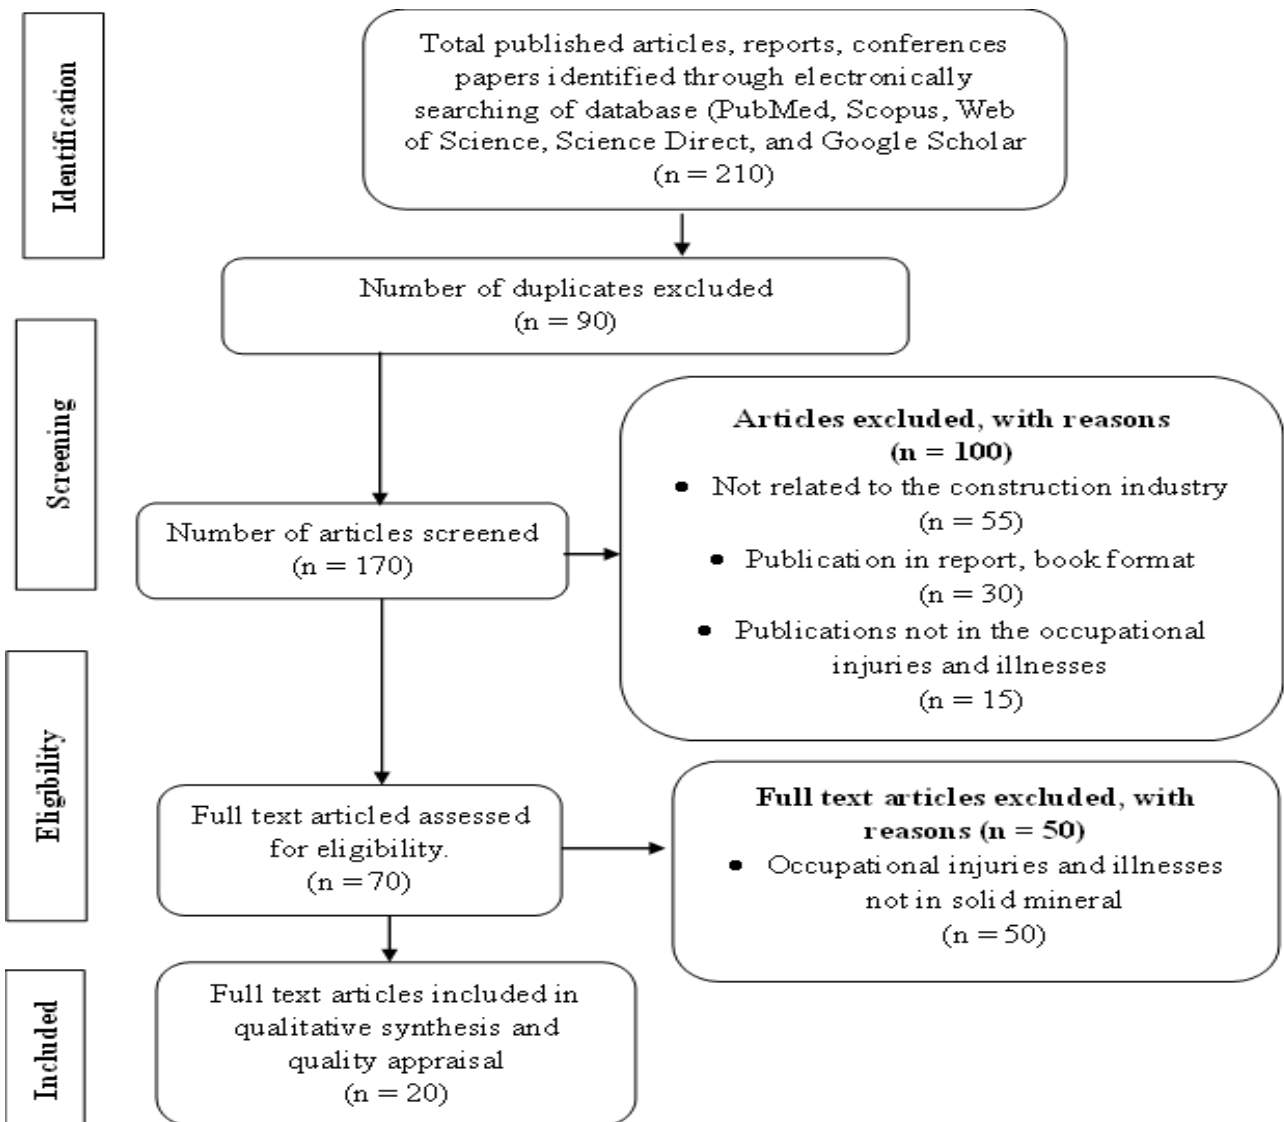 Identification
Total published articles, reports, conferences
papers identified through electronically
searching of database (PubMed, Scopus, Web
of Science, Science Direct, and Google Scholar
(n = 210)
Number of duplicates excluded
(n = 90)
Screening
Number of articles screened
(n = 170)
Articles excluded, with reasons
(n = 100)
• Not related to the construction industry
(n = 55)
• Publication in report, book format
(n = 30)
• Publications not in the occupational
injuries and illnesses
(n = 15)
Eligibility
Full text articled assessed
for eligibility.
(n = 70)
Full text articles excluded, with
reasons (n = 50)
• Occupational injuries and illnesses
not in solid mineral
(n = 50)
Included
Full text articles included in
qualitative synthesis and
quality appraisal
(n = 20)